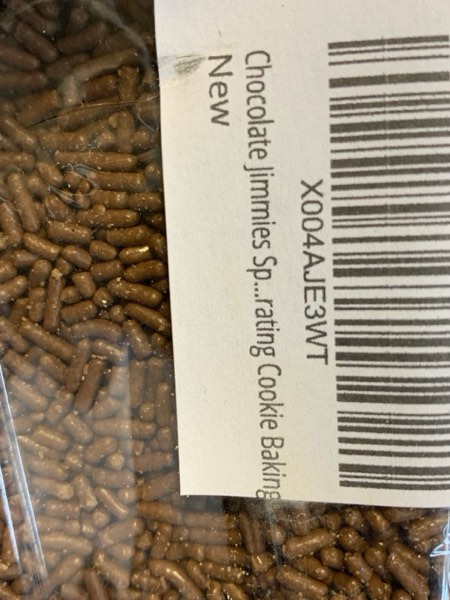 X004AJE3WT
Chocolate Jimmies Sp...rating Cookie Baking
New